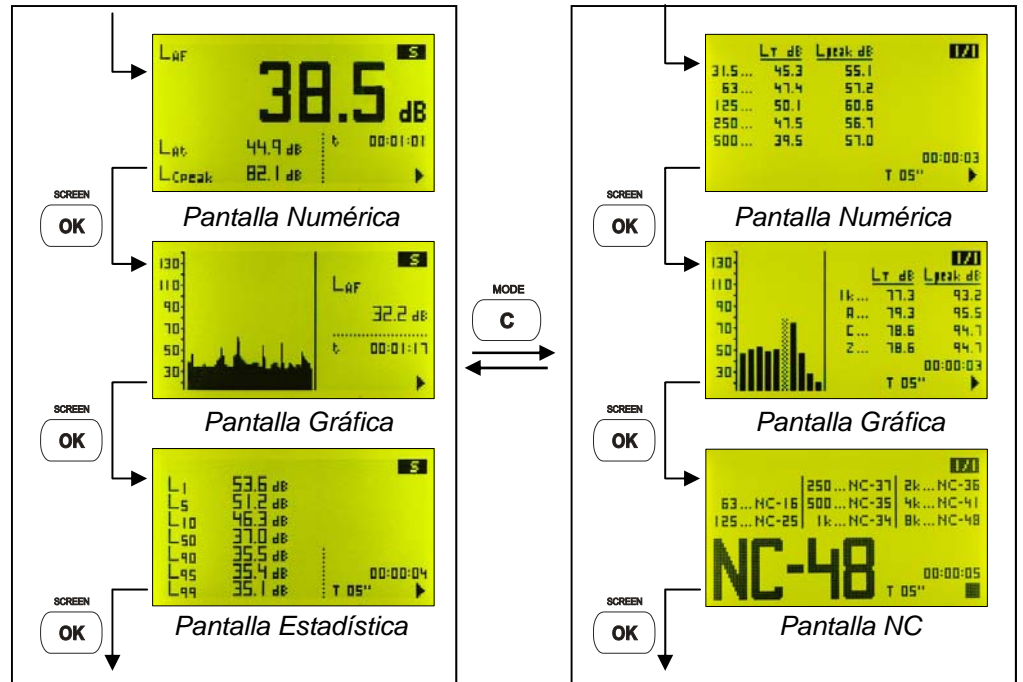 LAF S
38.5 dB
LAt 44.9 dB t 00:01:01
LCpeak 82.1 dB
SCREEN
OK
Pantalla Numérica
130 S
110 LAF
90 32.2 dB
70
50 t 00:01:17
30
SCREEN
OK
Pantalla Gráfica
S
L1 53.6 dB
L5 51.2 dB
L10 46.3 dB
L50 37.0 dB
L90 35.5 dB
L95 35.4 dB 00:00:04
L99 35.1 dB T 05"
SCREEN
OK
Pantalla Estadística
MODE
C
LT dB Lpeak dB 1/1
31.5... 45.3 55.1
63... 47.4 57.2
125... 50.1 60.6
250... 47.5 56.7
500... 39.5 57.0
00:00:03
T 05"
SCREEN
OK
Pantalla Numérica
130 1/1
110 LT dB Lpeak dB
90 1k... 77.3 93.2
A... 79.3 95.5
70 C... 78.6 94.7
50 Z... 78.6 94.7
30 00:00:03
T 05"
SCREEN
OK
Pantalla Gráfica
1/1
250...NC-37 2k...NC-36
63...NC-16 500...NC-35 4k...NC-41
125...NC-25 1k...NC-34 8k...NC-48
NC-48 00:00:05
T 05"
SCREEN
OK
Pantalla NC